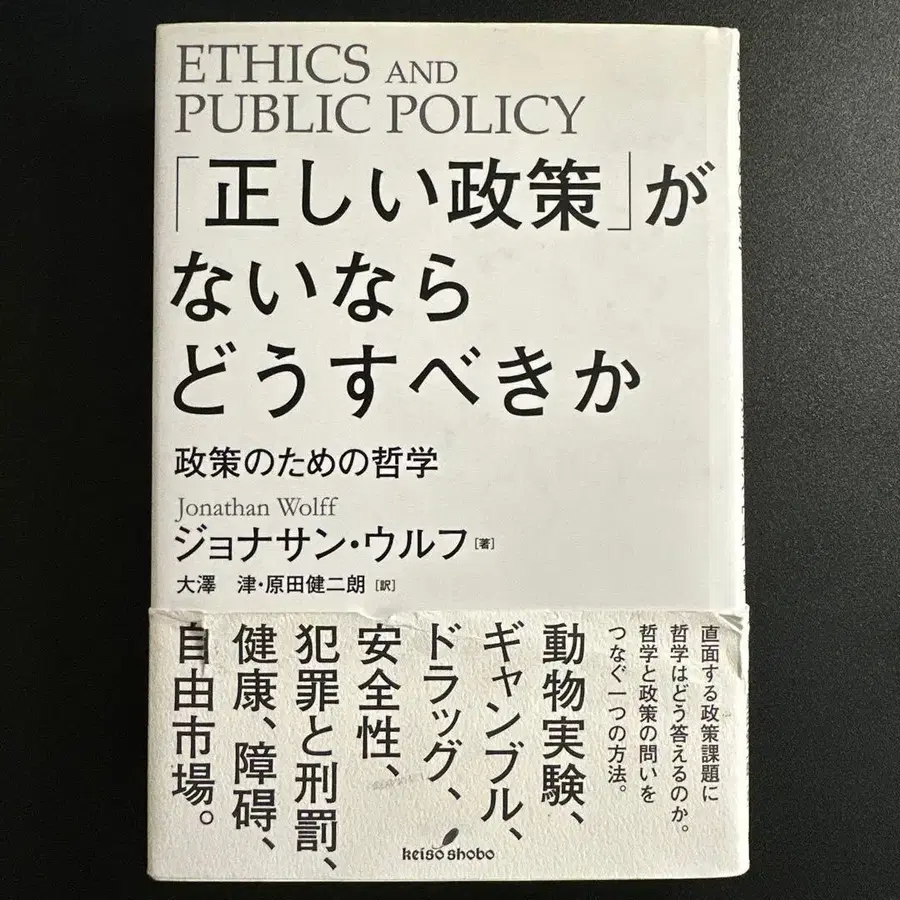 ETHICS AND
PUBLIC POLICY
「正しい政策」が
ないなら
どうすべきか
政策のための哲学
Jonathan Wolff
ジョナサン・ウルフ[著]
大澤 津・原田健二朗[訳]
直面する政策課題に
哲学はどう答えるのか。
哲学と政策の問いを
つなぐ一つの方法。
動物実験、
ギャンブル、
ドラッグ、
安全性、
犯罪と刑罰、
健康、障碍、
自由市場。
keiso shobo